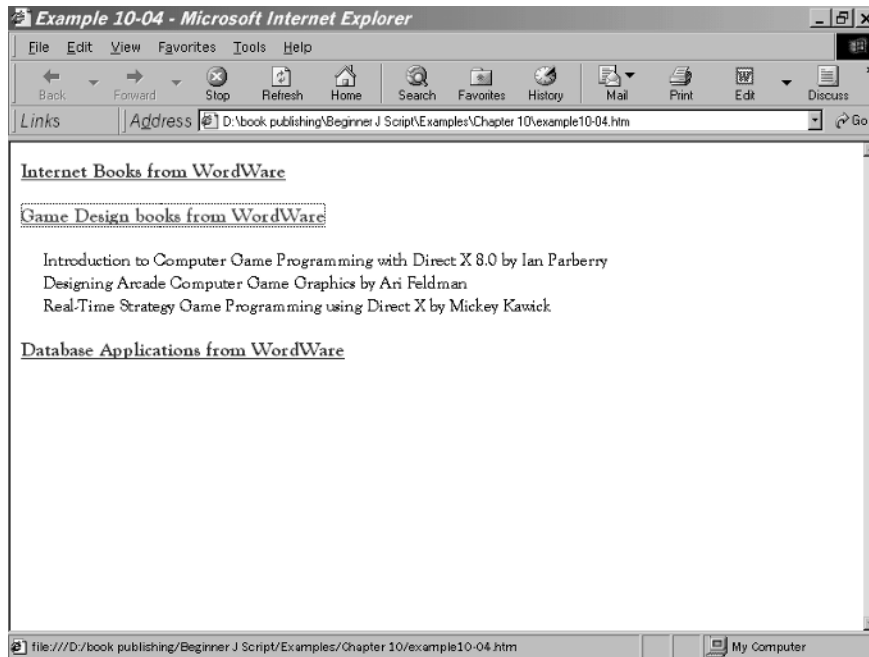 Example 10-04 - Microsoft Internet Explorer
File Edit View Favorites Tools Help
Back Forward Stop Refresh Home Search Favorites History Mail Print Edit Discuss
Links Address D:\book publishing\Beginner J Script\Examples\Chapter 10\example10-04.htm Go
Internet Books from WordWare
Game Design books from WordWare
Introduction to Computer Game Programming with Direct X 8.0 by Ian Parberry
Designing Arcade Computer Game Graphics by Ari Feldman
Real-Time Strategy Game Programming using Direct X by Mickey Kawick
Database Applications from WordWare
file:///D:/book publishing/Beginner J Script/Examples/Chapter 10/example10-04.htm My Computer